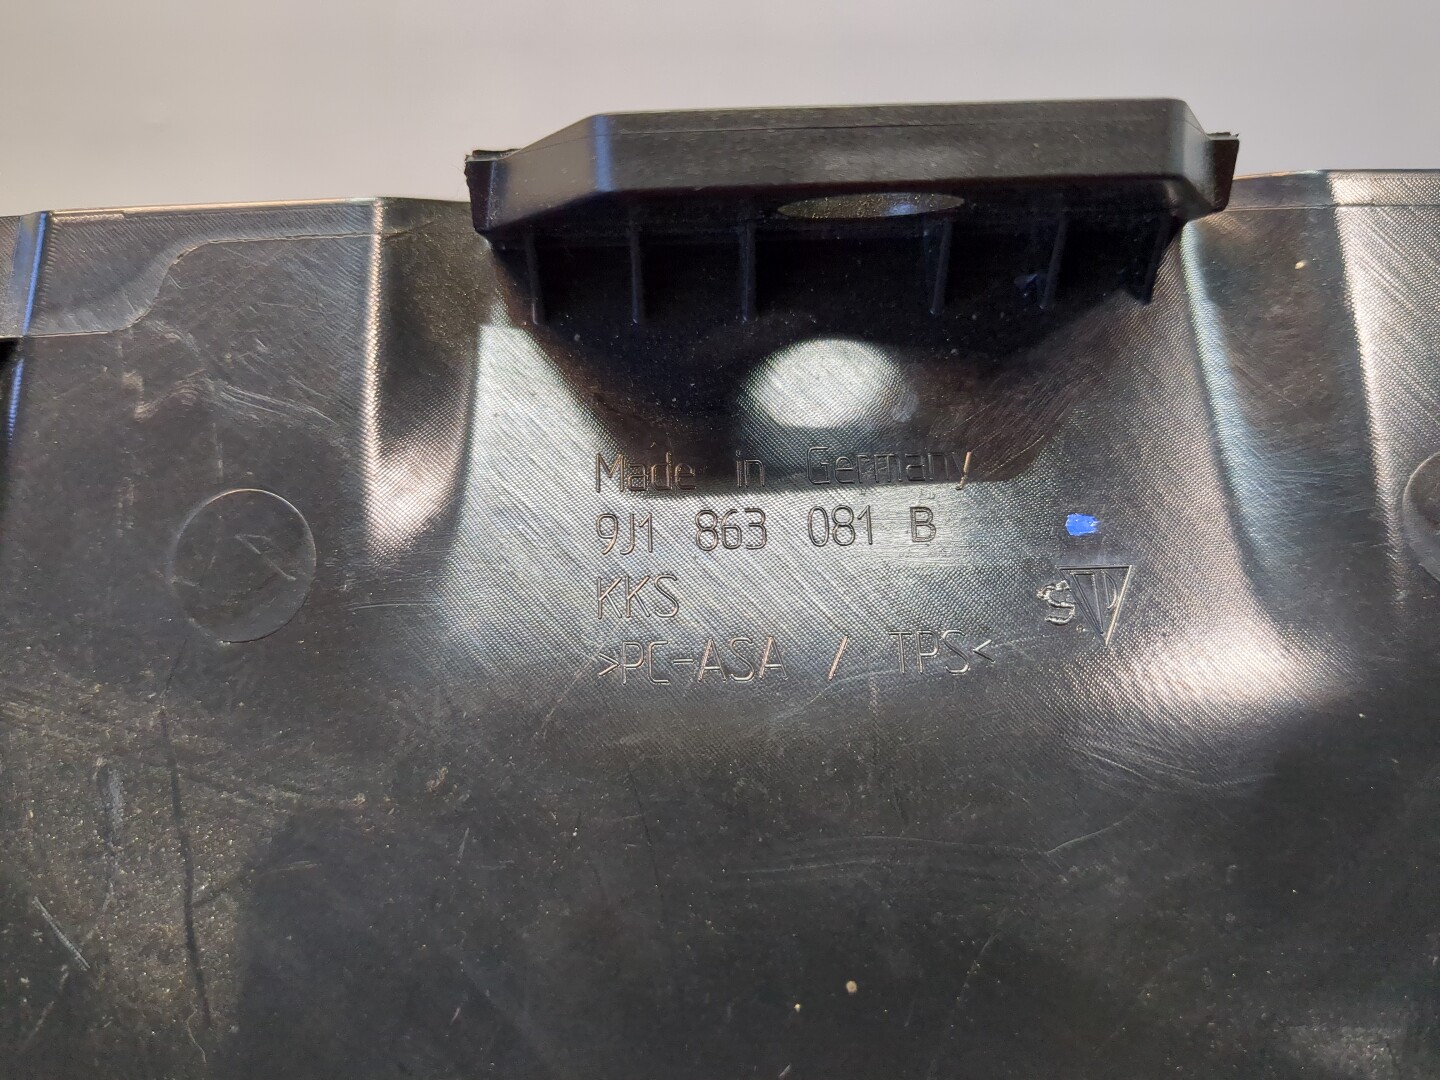 Made in Germany
9J1 863 081 B
KKS
>PC-ASA / TPS<